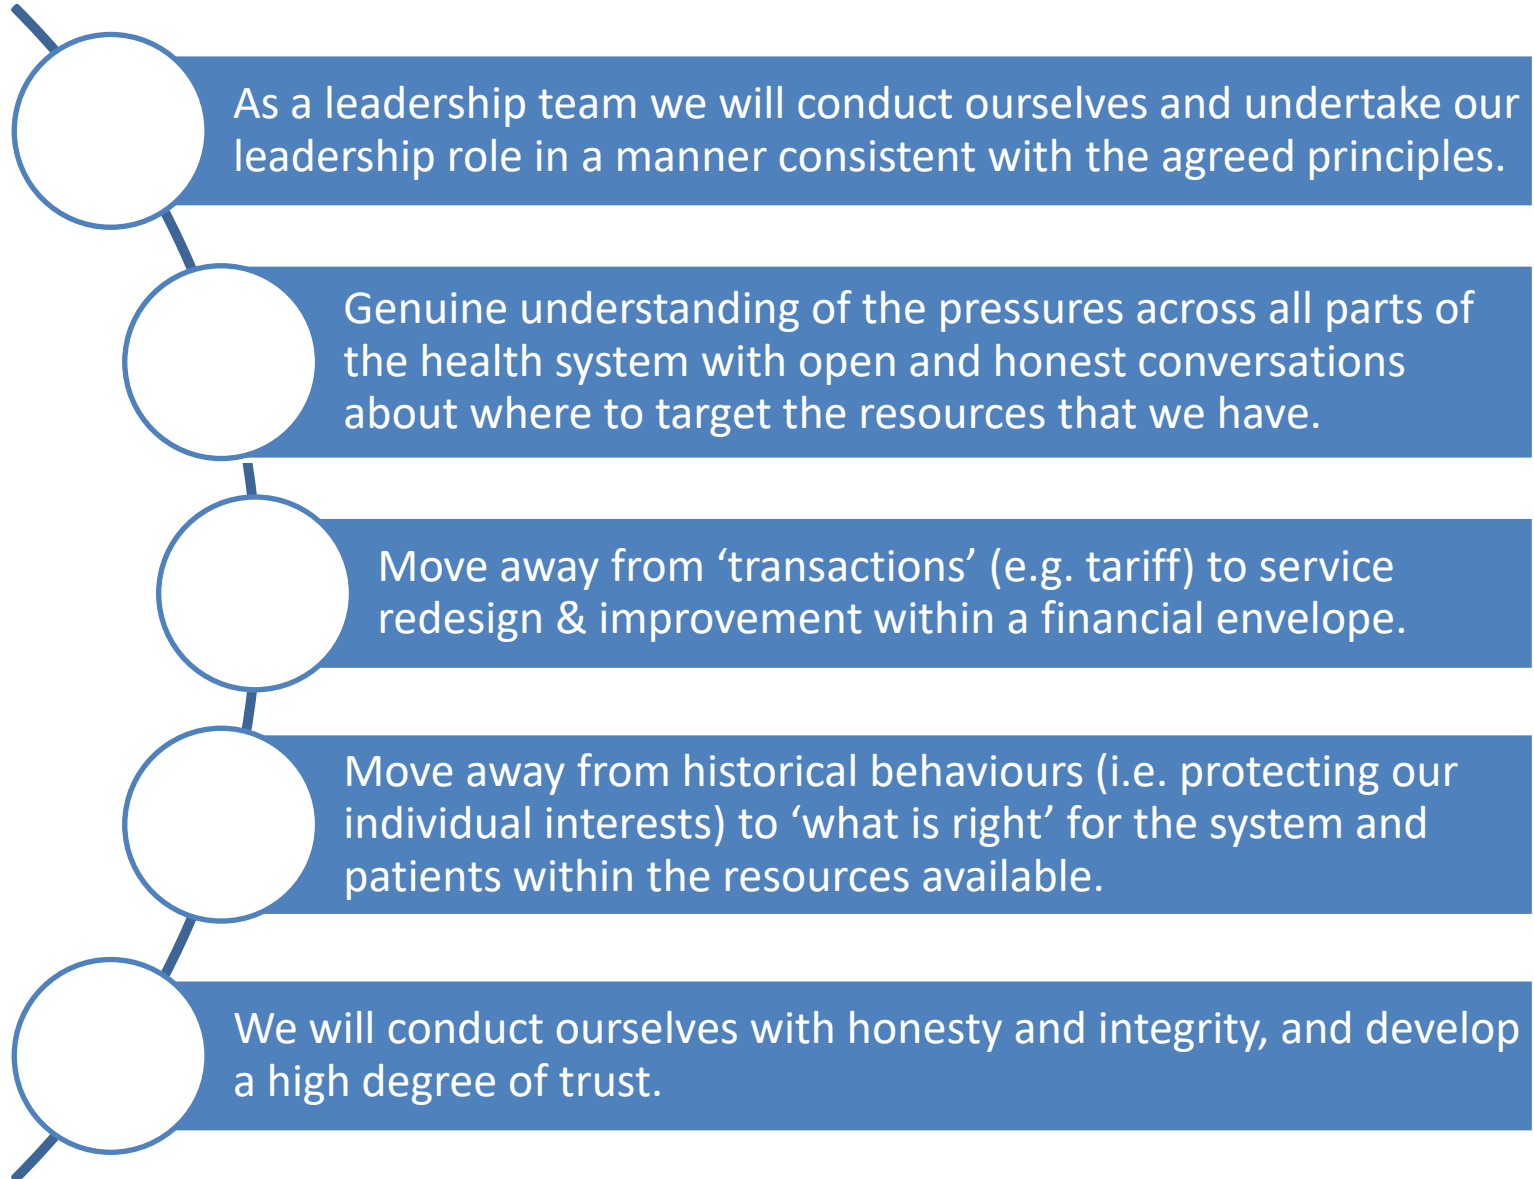 As a leadership team we will conduct ourselves and undertake our
leadership role in a manner consistent with the agreed principles.
Genuine understanding of the pressures across all parts of
the health system with open and honest conversations
about where to target the resources that we have.
Move away from ‘transactions’ (e.g. tariff) to service
redesign & improvement within a financial envelope.
Move away from historical behaviours (i.e. protecting our
individual interests) to ‘what is right’ for the system and
patients within the resources available.
We will conduct ourselves with honesty and integrity, and develop
a high degree of trust.